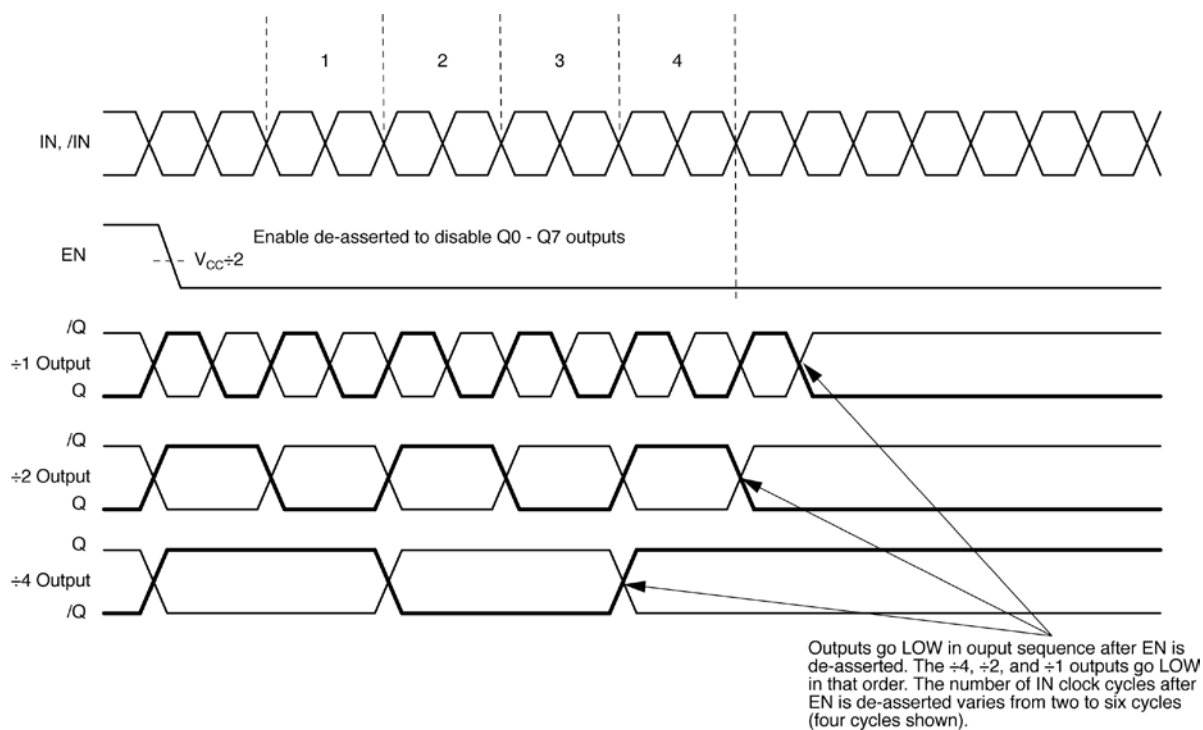 1 2 3 4
IN, /IN
Enable de-asserted to disable Q0 - Q7 outputs
EN
VCC÷2
/Q
÷1 Output
Q
/Q
÷2 Output
Q
Q
÷4 Output
/Q
Outputs go LOW in ouput sequence after EN is
de-asserted. The ÷4, ÷2, and ÷1 outputs go LOW
in that order. The number of IN clock cycles after
EN is de-asserted varies from two to six cycles
(four cycles shown).